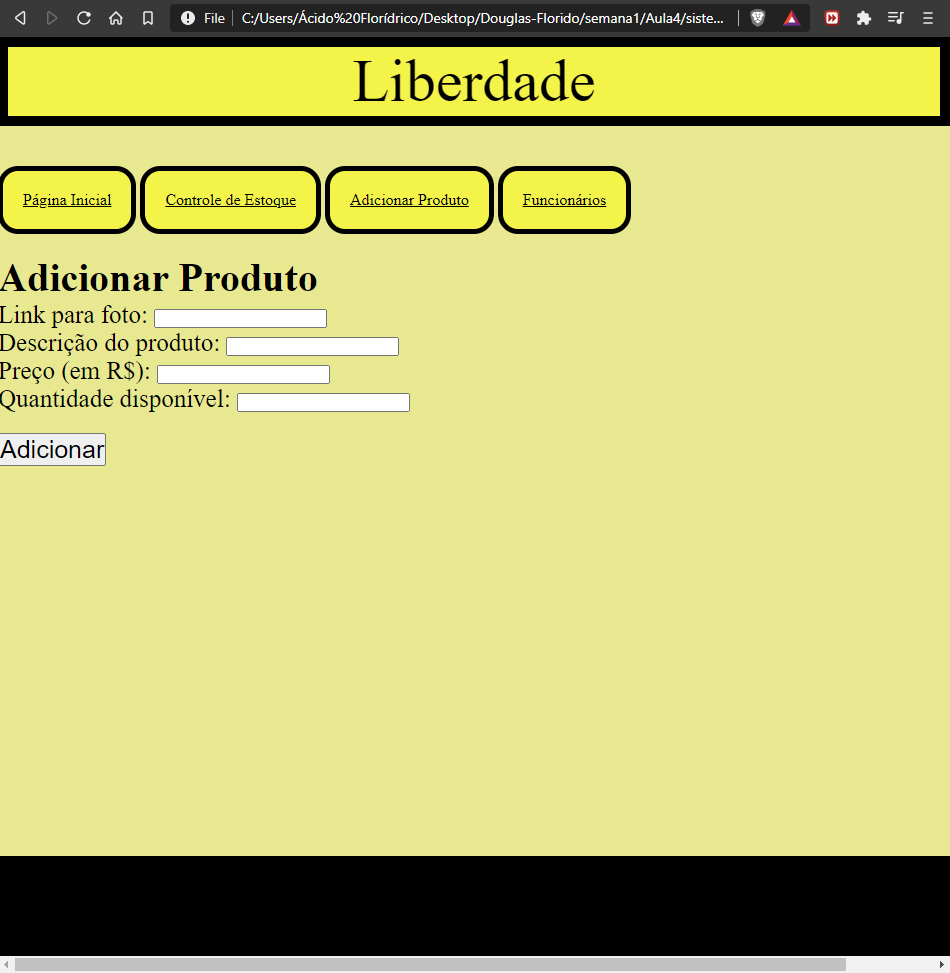 File C:/Users/Ácido%20Florídrico/Desktop/Douglas-Florido/semana1/Aula4/siste...
Liberdade
Página Inicial Controle de Estoque Adicionar Produto Funcionários
Adicionar Produto
Link para foto:
Descrição do produto:
Preço (em R$):
Quantidade disponível:
Adicionar